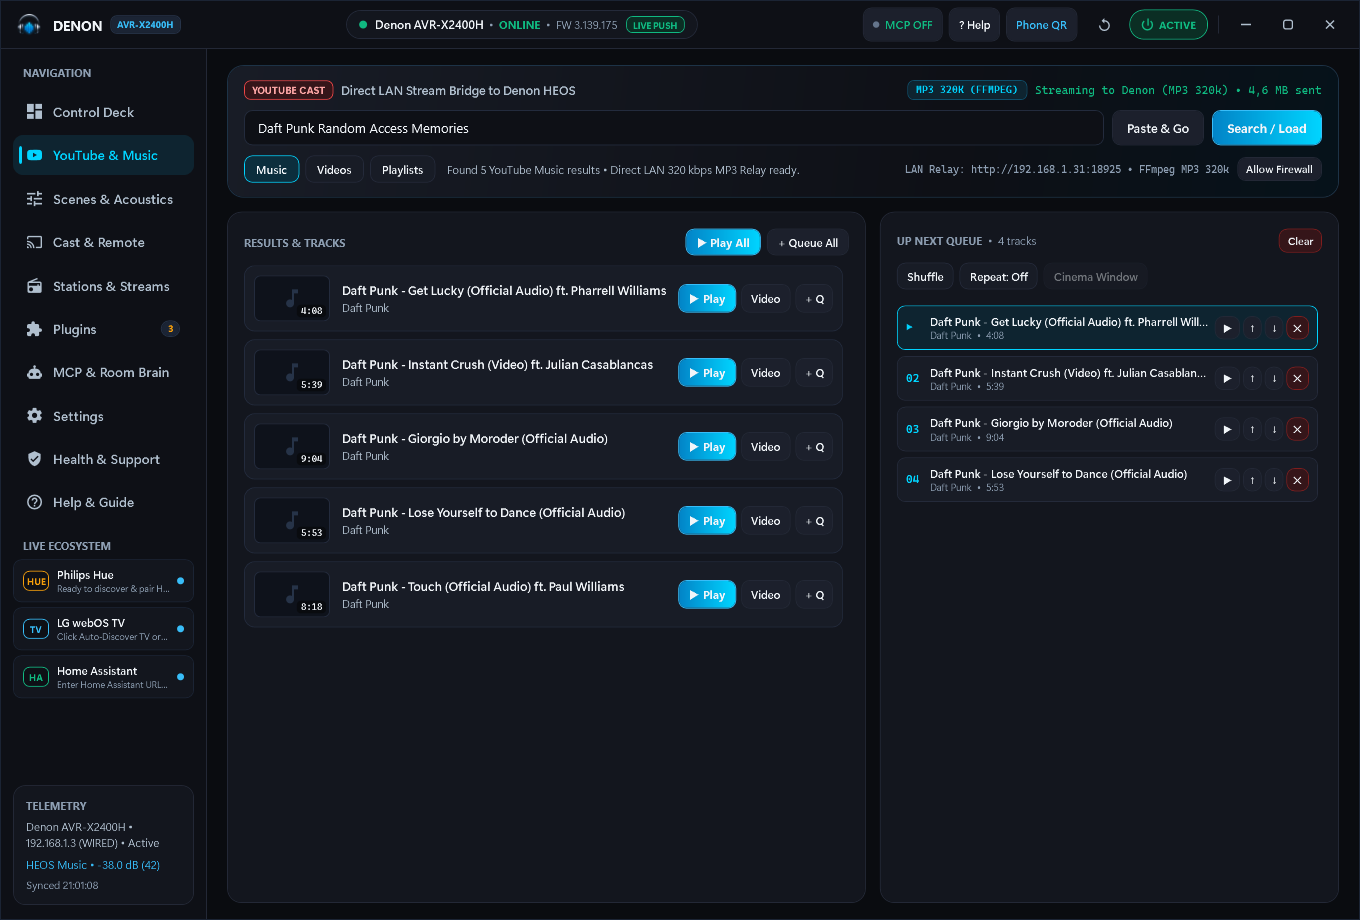 DENON AVR-X2400H
Denon AVR-X2400H • ONLINE • FW 3.139.175 LIVE PUSH
MCP OFF
? Help
Phone QR
ACTIVE
NAVIGATION
Control Deck
YouTube & Music
Scenes & Acoustics
Cast & Remote
Stations & Streams
Plugins 3
MCP & Room Brain
Settings
Health & Support
Help & Guide
LIVE ECOSYSTEM
HUE
Philips Hue
Ready to discover & pair H...
TV
LG webOS TV
Click Auto-Discover TV or...
HA
Home Assistant
Enter Home Assistant URL...
TELEMETRY
Denon AVR-X2400H •
192.168.1.3 (WIRED) • Active
HEOS Music • -38.0 dB (42)
Synced 21:01:08
YOUTUBE CAST Direct LAN Stream Bridge to Denon HEOS
MP3 320K (FFMPEG) Streaming to Denon (MP3 320k) • 4,6 MB sent
Daft Punk Random Access Memories
Paste & Go
Search / Load
Music
Videos
Playlists
Found 5 YouTube Music results • Direct LAN 320 kbps MP3 Relay ready.
LAN Relay: http://192.168.1.31:18925 • FFmpeg MP3 320k
Allow Firewall
RESULTS & TRACKS
▶ Play All
+ Queue All
4:08
Daft Punk - Get Lucky (Official Audio) ft. Pharrell Williams
Daft Punk
▶ Play
Video
+ Q
5:39
Daft Punk - Instant Crush (Video) ft. Julian Casablancas
Daft Punk
▶ Play
Video
+ Q
9:04
Daft Punk - Giorgio by Moroder (Official Audio)
Daft Punk
▶ Play
Video
+ Q
5:53
Daft Punk - Lose Yourself to Dance (Official Audio)
Daft Punk
▶ Play
Video
+ Q
8:18
Daft Punk - Touch (Official Audio) ft. Paul Williams
Daft Punk
▶ Play
Video
+ Q
UP NEXT QUEUE • 4 tracks
Clear
Shuffle
Repeat: Off
Cinema Window
Daft Punk - Get Lucky (Official Audio) ft. Pharrell Will...
Daft Punk • 4:08
02
Daft Punk - Instant Crush (Video) ft. Julian Casablan...
Daft Punk • 5:39
03
Daft Punk - Giorgio by Moroder (Official Audio)
Daft Punk • 9:04
04
Daft Punk - Lose Yourself to Dance (Official Audio)
Daft Punk • 5:53